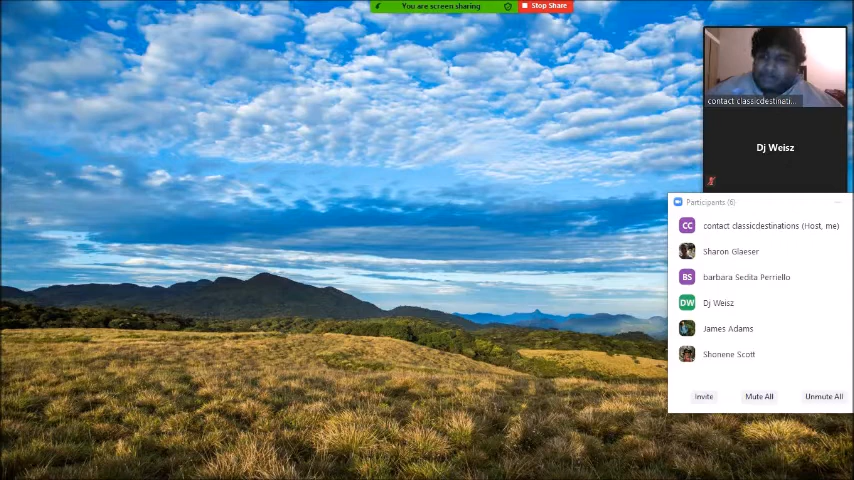 You are screen sharing
Stop Share
contact classicdestinati...
Dj Weisz
Participants (6)
CC contact classicdestinations (Host, me)
Sharon Glaeser
BS barbara Sedita Perriello
DW Dj Weisz
James Adams
Shonene Scott
Invite Mute All Unmute All